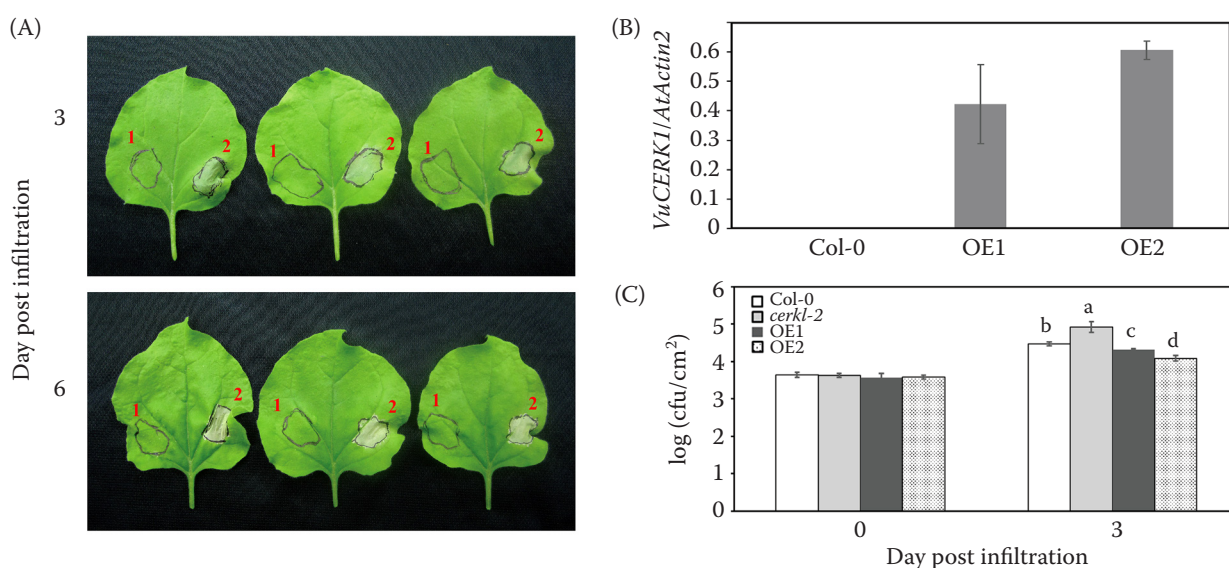 (A)
Day post infiltration
3
1 2 1 2 1 2
6
1 2 1 2 1 2
(B)
VuCERK1/AtActin2
0.6
0.5
0.4
0.3
0.2
0.1
0
Col-0 OE1 OE2
(C)
log (cfu/cm²)
6
5
4
3
2
1
0
Col-0
cerkl-2
OE1
OE2
b a c d
0 3
Day post infiltration